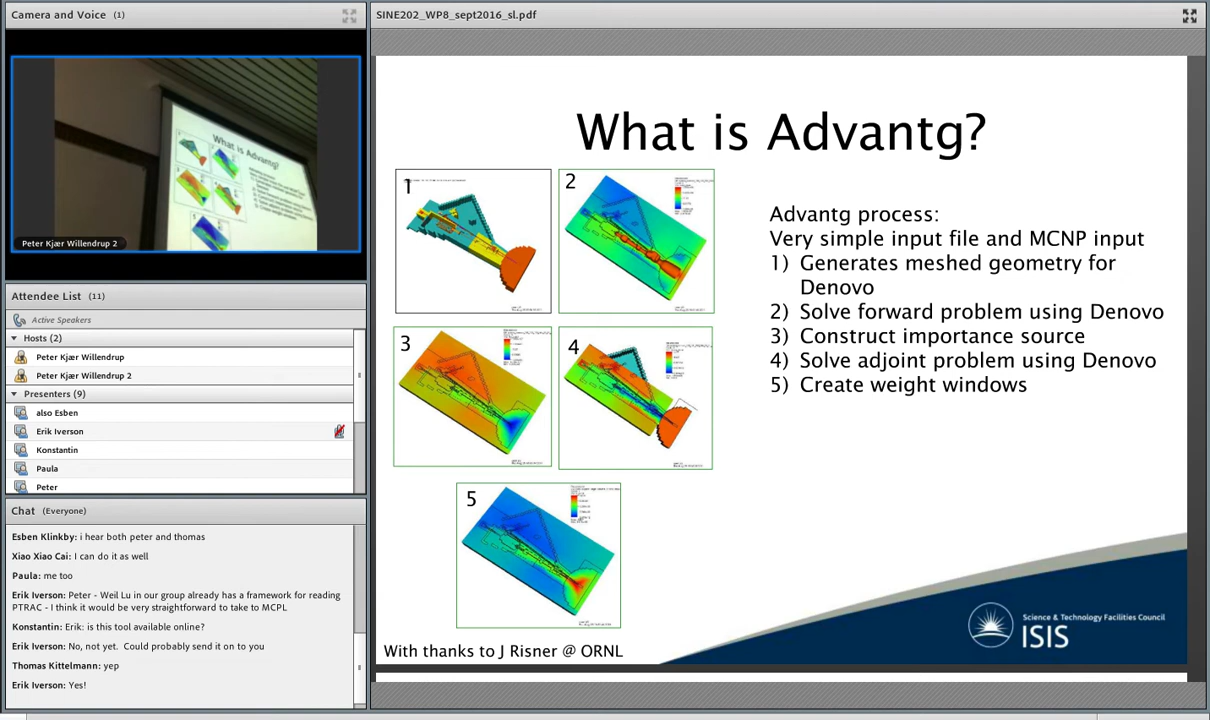 Camera and Voice (1)
What is Advantg?
Peter Kjær Willendrup 2
Attendee List (11)
Active Speakers
Hosts (2)
Peter Kjær Willendrup
Peter Kjær Willendrup 2
Presenters (9)
also Esben
Erik Iverson
Konstantin
Paula
Peter
Chat (Everyone)
Esben Klinkby: i hear both peter and thomas
Xiao Xiao Cai: I can do it as well
Paula: me too
Erik Iverson: Peter - Weil Lu in our group already has a framework for reading
PTRAC - I think it would be very straightforward to take to MCPL
Konstantin: Erik: is this tool available online?
Erik Iverson: No, not yet. Could probably send it on to you
Thomas Kittelmann: yep
Erik Iverson: Yes!
SINE202_WP8_sept2016_sl.pdf
What is Advantg?
1
2
3
4
5
Advantg process:
Very simple input file and MCNP input
1) Generates meshed geometry for
Denovo
2) Solve forward problem using Denovo
3) Construct importance source
4) Solve adjoint problem using Denovo
5) Create weight windows
With thanks to J Risner @ ORNL
Science & Technology Facilities Council
ISIS